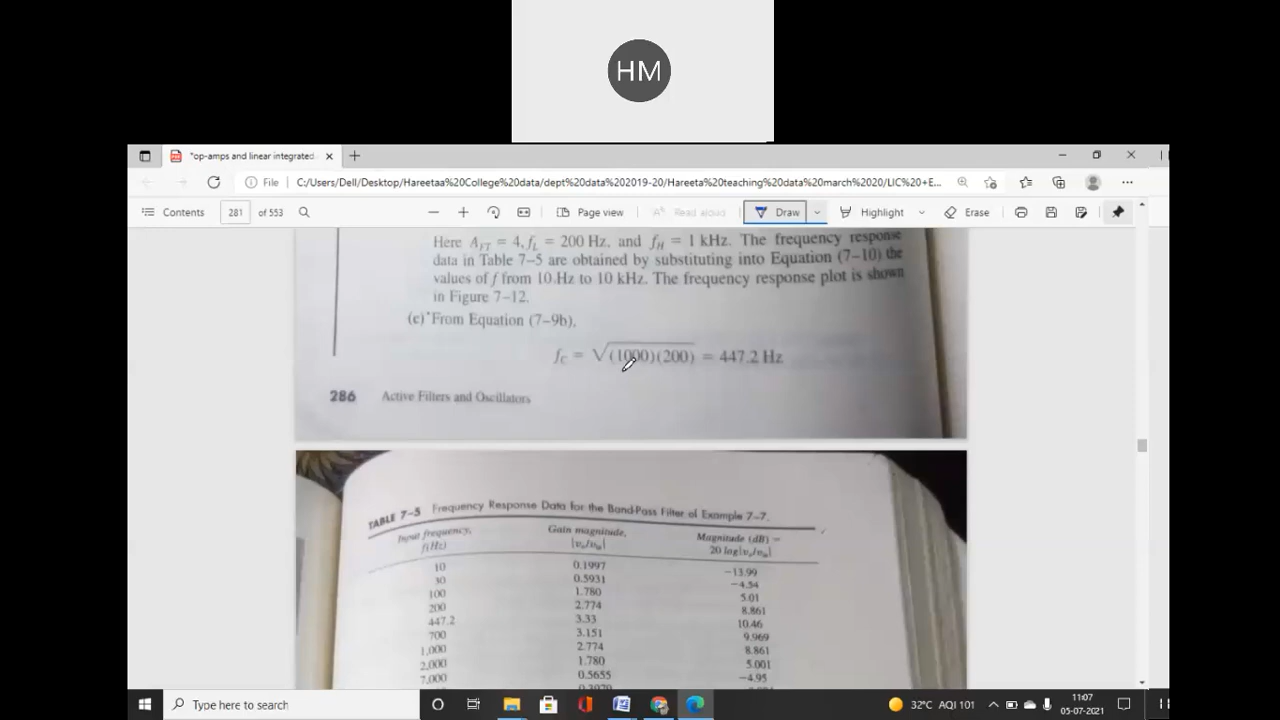 HM
*op-amps and linear integrated
File C:/Users/Dell/Desktop/Hareetaa%20College%20data/dept%20data%202019-20/Hareeta%20teaching%20data%20march%2020/LIC%20+E...
Contents 281 of 553 Page view Read aloud Draw Highlight Erase
Here A_FT = 4, f_L = 200 Hz, and f_H = 1 kHz. The frequency response
data in Table 7–5 are obtained by substituting into Equation (7–10) the
values of f from 10 Hz to 10 kHz. The frequency response plot is shown
in Figure 7–12.
(c) From Equation (7–9b),
f_C = √(1000)(200) = 447.2 Hz
286 Active Filters and Oscillators
TABLE 7–5 Frequency Response Data for the Band-Pass Filter of Example 7–7.
Input frequency, Gain magnitude, Magnitude (dB) =
f(Hz) |v_o/v_in| 20 log|v_o/v_in|
10 0.1997 −13.99
30 0.5931 −4.54
100 1.780 5.01
200 2.774 8.861
447.2 3.33 10.46
700 3.151 9.969
1,000 2.774 8.861
2,000 1.780 5.001
7,000 0.5655 −4.95
Type here to search 32°C AQI 101 11:07
05-07-2021